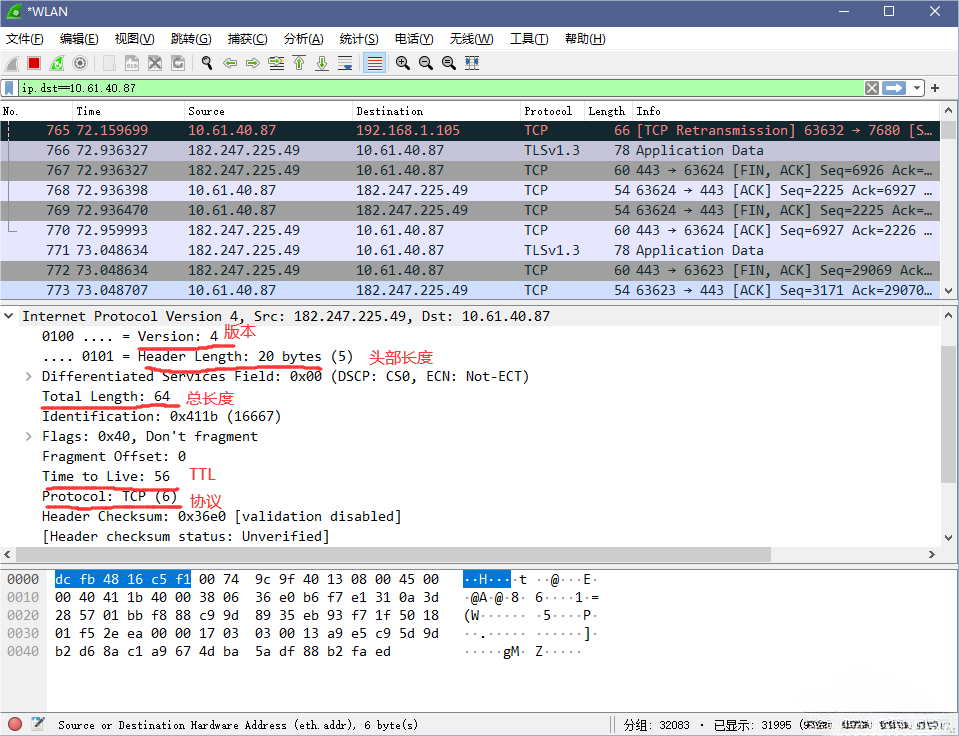 *WLAN
文件(F) 编辑(E) 视图(V) 跳转(G) 捕获(C) 分析(A) 统计(S) 电话(Y) 无线(W) 工具(T) 帮助(H)
ip.dst==10.61.40.87
No. Time Source Destination Protocol Length Info
765 72.159699 10.61.40.87 192.168.1.105 TCP 66 [TCP Retransmission] 63632 → 7680 [S…
766 72.936327 182.247.225.49 10.61.40.87 TLSv1.3 78 Application Data
767 72.936327 182.247.225.49 10.61.40.87 TCP 60 443 → 63624 [FIN, ACK] Seq=6926 Ack=…
768 72.936398 10.61.40.87 182.247.225.49 TCP 54 63624 → 443 [ACK] Seq=2225 Ack=6927 …
769 72.936470 10.61.40.87 182.247.225.49 TCP 54 63624 → 443 [FIN, ACK] Seq=2225 Ack=…
770 72.959993 182.247.225.49 10.61.40.87 TCP 60 443 → 63624 [ACK] Seq=6927 Ack=2226 …
771 73.048634 182.247.225.49 10.61.40.87 TLSv1.3 78 Application Data
772 73.048634 182.247.225.49 10.61.40.87 TCP 60 443 → 63623 [FIN, ACK] Seq=29069 Ack…
773 73.048707 10.61.40.87 182.247.225.49 TCP 54 63623 → 443 [ACK] Seq=3171 Ack=29070…
Internet Protocol Version 4, Src: 182.247.225.49, Dst: 10.61.40.87
0100 .... = Version: 4 版本
.... 0101 = Header Length: 20 bytes (5) 头部长度
Differentiated Services Field: 0x00 (DSCP: CS0, ECN: Not-ECT)
Total Length: 64 总长度
Identification: 0x411b (16667)
Flags: 0x40, Don't fragment
Fragment Offset: 0
Time to Live: 56 TTL
Protocol: TCP (6) 协议
Header Checksum: 0x36e0 [validation disabled]
[Header checksum status: Unverified]
0000 dc fb 48 16 c5 f1 00 74 9c 9f 40 13 08 00 45 00 ··H····t ··@···E·
0010 00 40 41 1b 40 00 38 06 36 e0 b6 f7 e1 31 0a 3d ·@A·@·8· 6····1·=
0020 28 57 01 bb f8 88 c9 9d 89 35 eb 93 f7 1f 50 18 (W······ ·5····P·
0030 01 f5 2e ea 00 00 17 03 03 00 13 a9 e5 c9 5d 9d ··.····· ······]·
0040 b2 d6 8a c1 a9 67 4d ba 5a df 88 b2 fa ed ·····gM· Z·····
Source or Destination Hardware Address (eth.addr), 6 byte(s) 分组: 32083 · 已显示: 31995